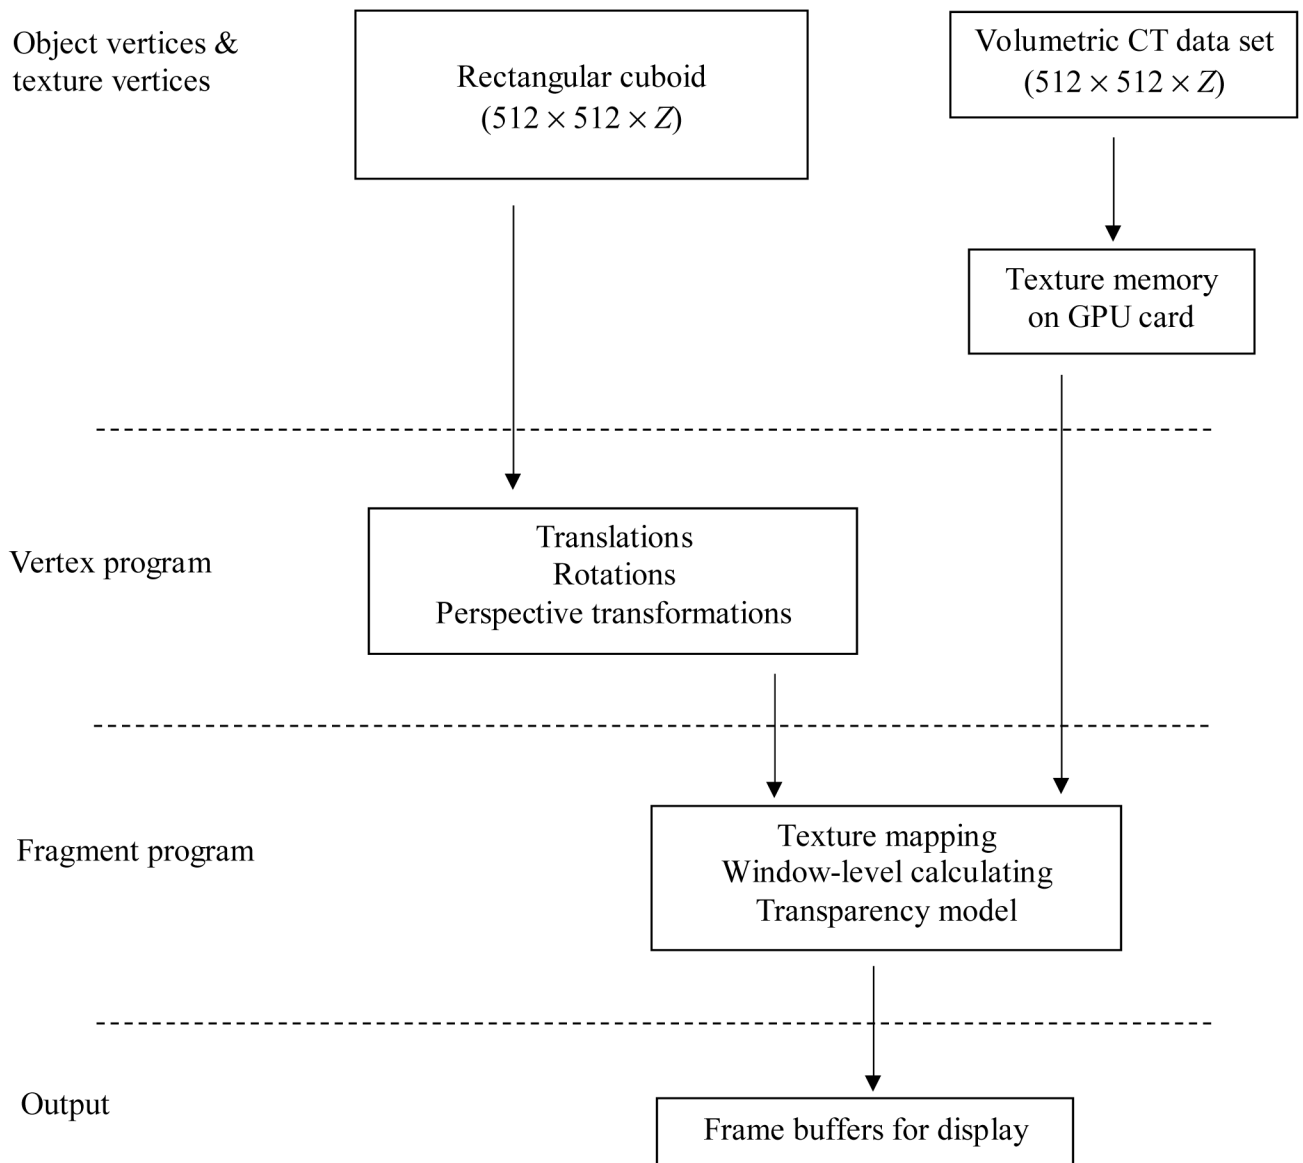 Object vertices &
texture vertices
Rectangular cuboid
(512 × 512 × Z)
Volumetric CT data set
(512 × 512 × Z)
Texture memory
on GPU card
Vertex program
Translations
Rotations
Perspective transformations
Fragment program
Texture mapping
Window-level calculating
Transparency model
Output
Frame buffers for display